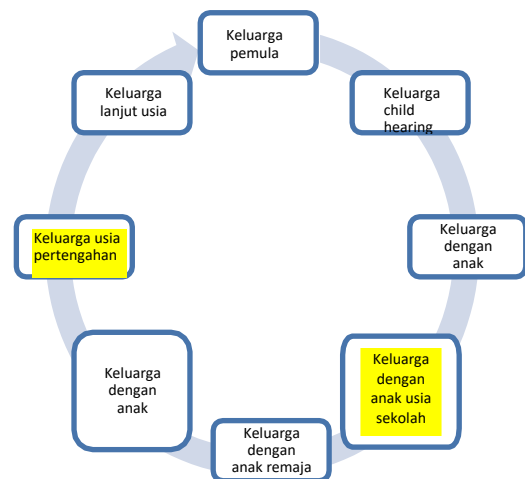 Keluarga
pemula
Keluarga
child
hearing
Keluarga
dengan
anak
Keluarga
dengan
anak usia
sekolah
Keluarga
dengan
anak remaja
Keluarga
dengan
anak
Keluarga usia
pertengahan
Keluarga
lanjut usia